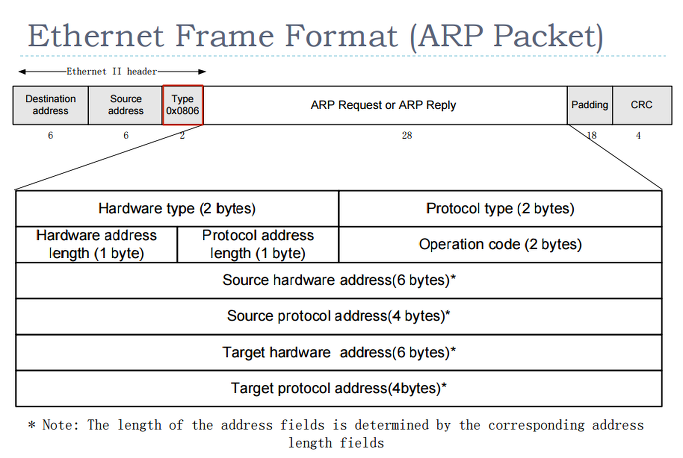 Ethernet Frame Format (ARP Packet)
Ethernet II header
Destination address
Source address
Type 0x0806
ARP Request or ARP Reply
Padding
CRC
6
6
2
28
18
4
Hardware type (2 bytes)
Protocol type (2 bytes)
Hardware address length (1 byte)
Protocol address length (1 byte)
Operation code (2 bytes)
Source hardware address(6 bytes)*
Source protocol address(4 bytes)*
Target hardware address(6 bytes)*
Target protocol address(4bytes)*
* Note: The length of the address fields is determined by the corresponding address
length fields